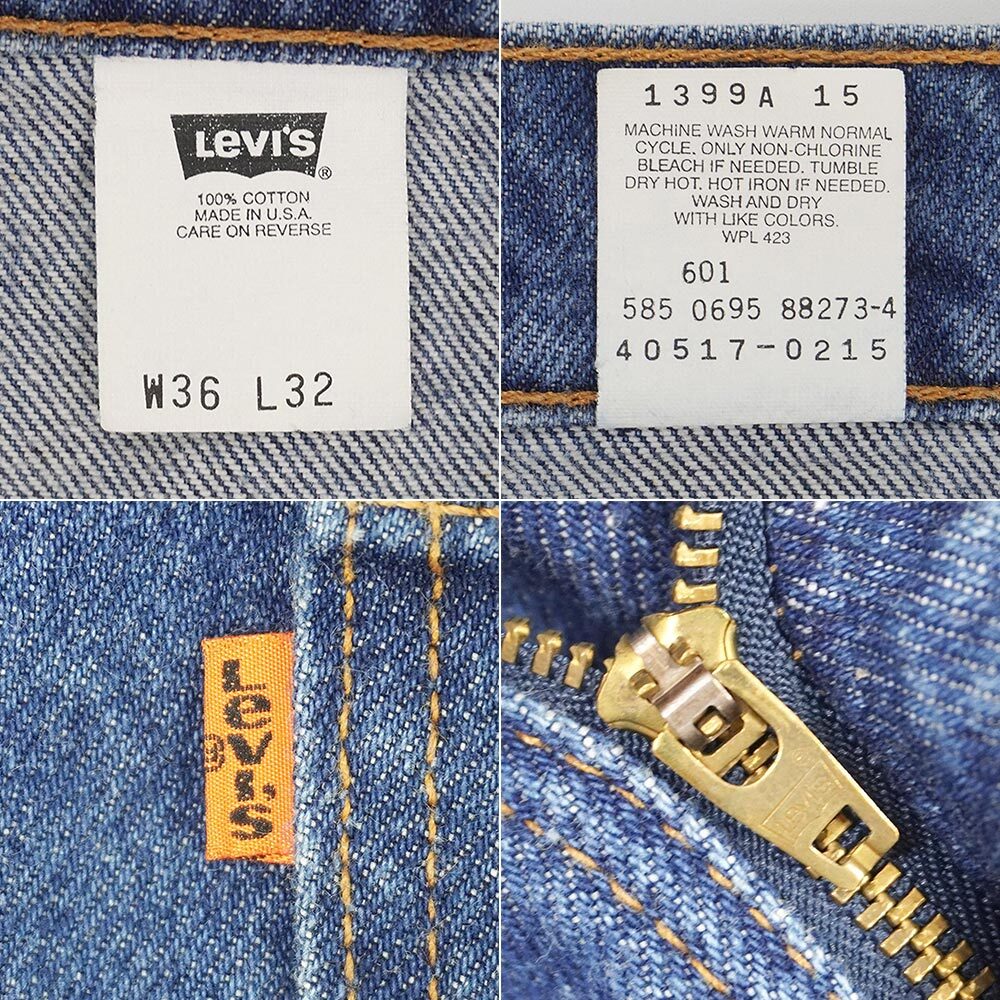 Levi's®
100% COTTON
MADE IN U.S.A.
CARE ON REVERSE
W36 L32
1399A 15
MACHINE WASH WARM NORMAL
CYCLE. ONLY NON-CHLORINE
BLEACH IF NEEDED. TUMBLE
DRY HOT. HOT IRON IF NEEDED.
WASH AND DRY
WITH LIKE COLORS.
WPL 423
601
585 0695 88273-4
40517-0215
Levi's®
LEVI'S®